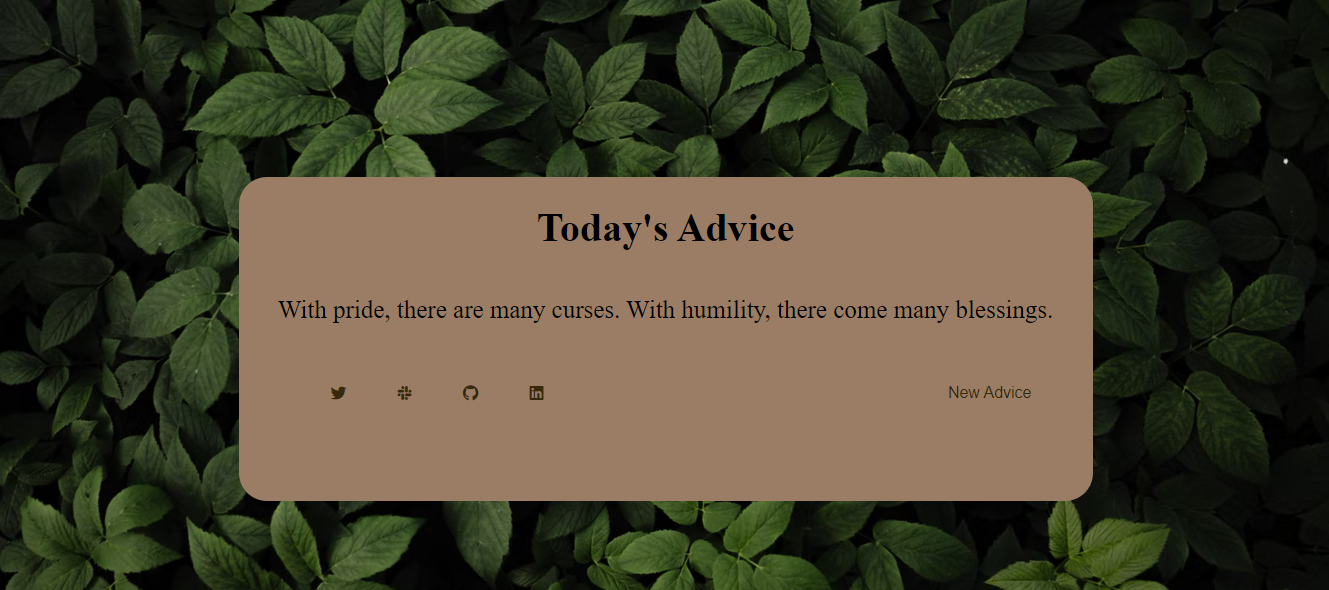 Today's Advice
With pride, there are many curses. With humility, there come many blessings.
New Advice